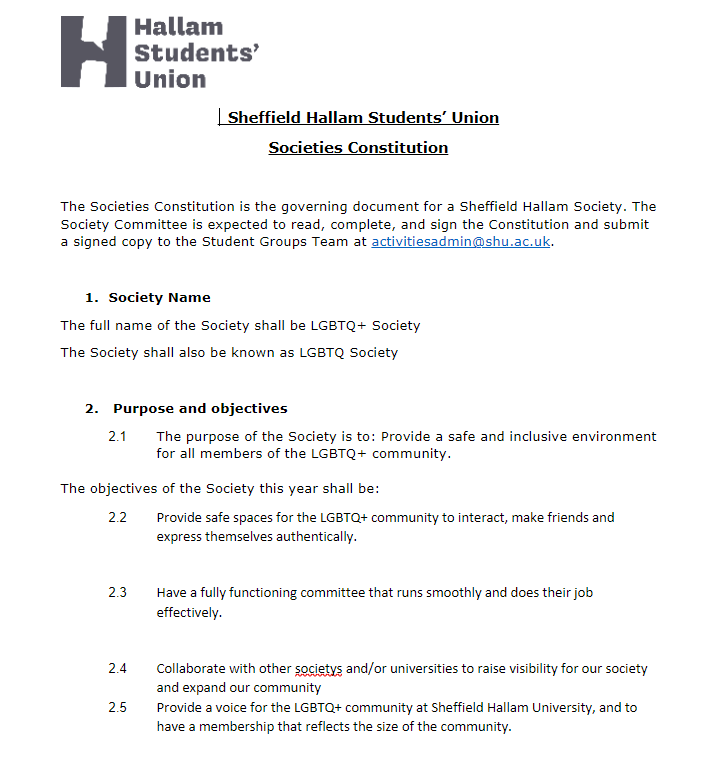 Hallam
Students’
Union
Sheffield Hallam Students’ Union
Societies Constitution
The Societies Constitution is the governing document for a Sheffield Hallam Society. The
Society Committee is expected to read, complete, and sign the Constitution and submit
a signed copy to the Student Groups Team at activitiesadmin@shu.ac.uk.
1. Society Name
The full name of the Society shall be LGBTQ+ Society
The Society shall also be known as LGBTQ Society
2. Purpose and objectives
2.1 The purpose of the Society is to: Provide a safe and inclusive environment
for all members of the LGBTQ+ community.
The objectives of the Society this year shall be:
2.2 Provide safe spaces for the LGBTQ+ community to interact, make friends and
express themselves authentically.
2.3 Have a fully functioning committee that runs smoothly and does their job
effectively.
2.4 Collaborate with other societys and/or universities to raise visibility for our society
and expand our community
2.5 Provide a voice for the LGBTQ+ community at Sheffield Hallam University, and to
have a membership that reflects the size of the community.